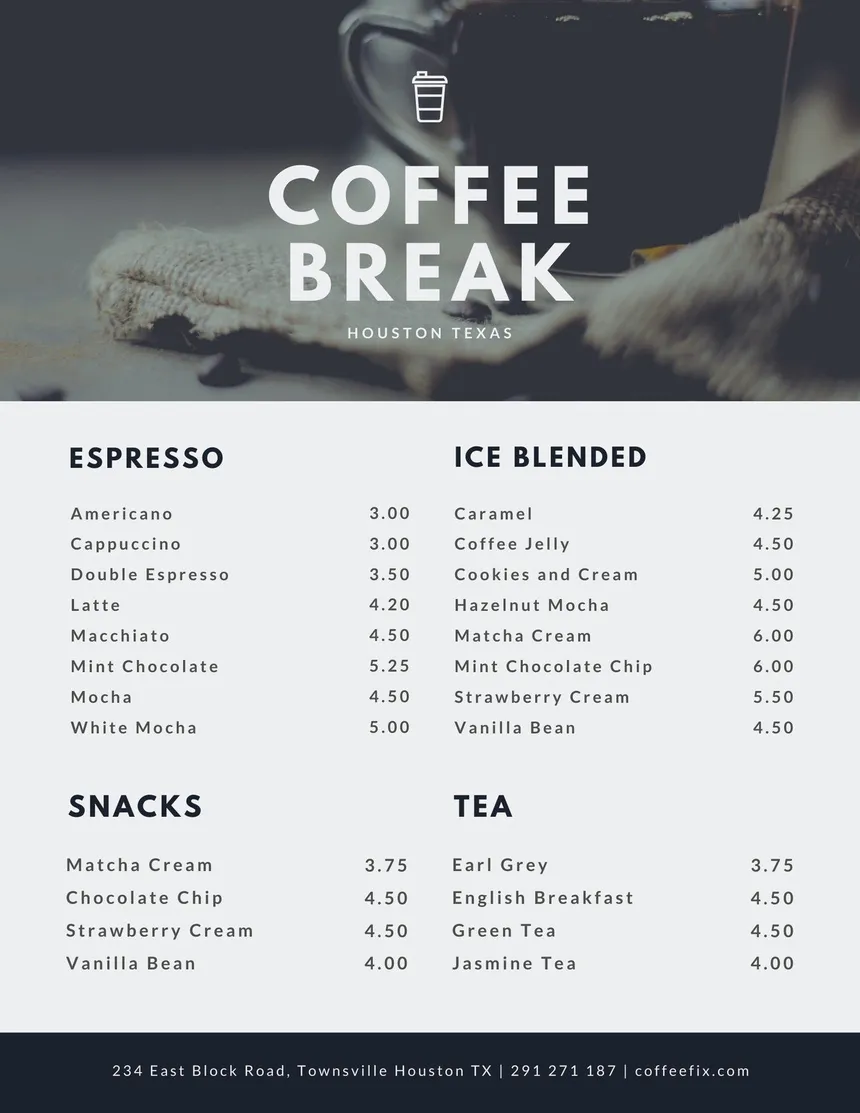 COFFEE
BREAK
HOUSTON TEXAS
ESPRESSO
Americano 3.00
Cappuccino 3.00
Double Espresso 3.50
Latte 4.20
Macchiato 4.50
Mint Chocolate 5.25
Mocha 4.50
White Mocha 5.00
ICE BLENDED
Caramel 4.25
Coffee Jelly 4.50
Cookies and Cream 5.00
Hazelnut Mocha 4.50
Matcha Cream 6.00
Mint Chocolate Chip 6.00
Strawberry Cream 5.50
Vanilla Bean 4.50
SNACKS
Matcha Cream 3.75
Chocolate Chip 4.50
Strawberry Cream 4.50
Vanilla Bean 4.00
TEA
Earl Grey 3.75
English Breakfast 4.50
Green Tea 4.50
Jasmine Tea 4.00
234 East Block Road, Townsville Houston TX | 291 271 187 | coffeefix.com